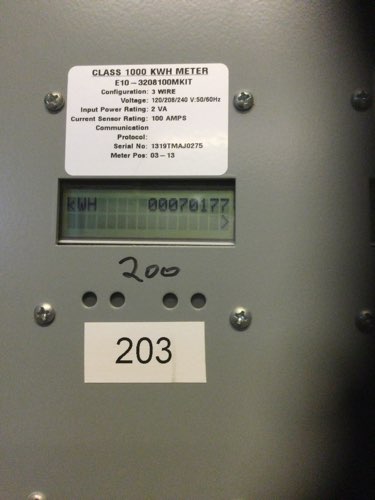 CLASS 1000 KWH METER
E10-3208100MKIT
Configuration: 3 WIRE
Voltage: 120/208/240 V:50/60Hz
Input Power Rating: 2 VA
Current Sensor Rating: 100 AMPS
Communication
Protocol:
Serial No: 1319TMAJ0275
Meter Pos: 03-13
kWH 00070177
>
200
203